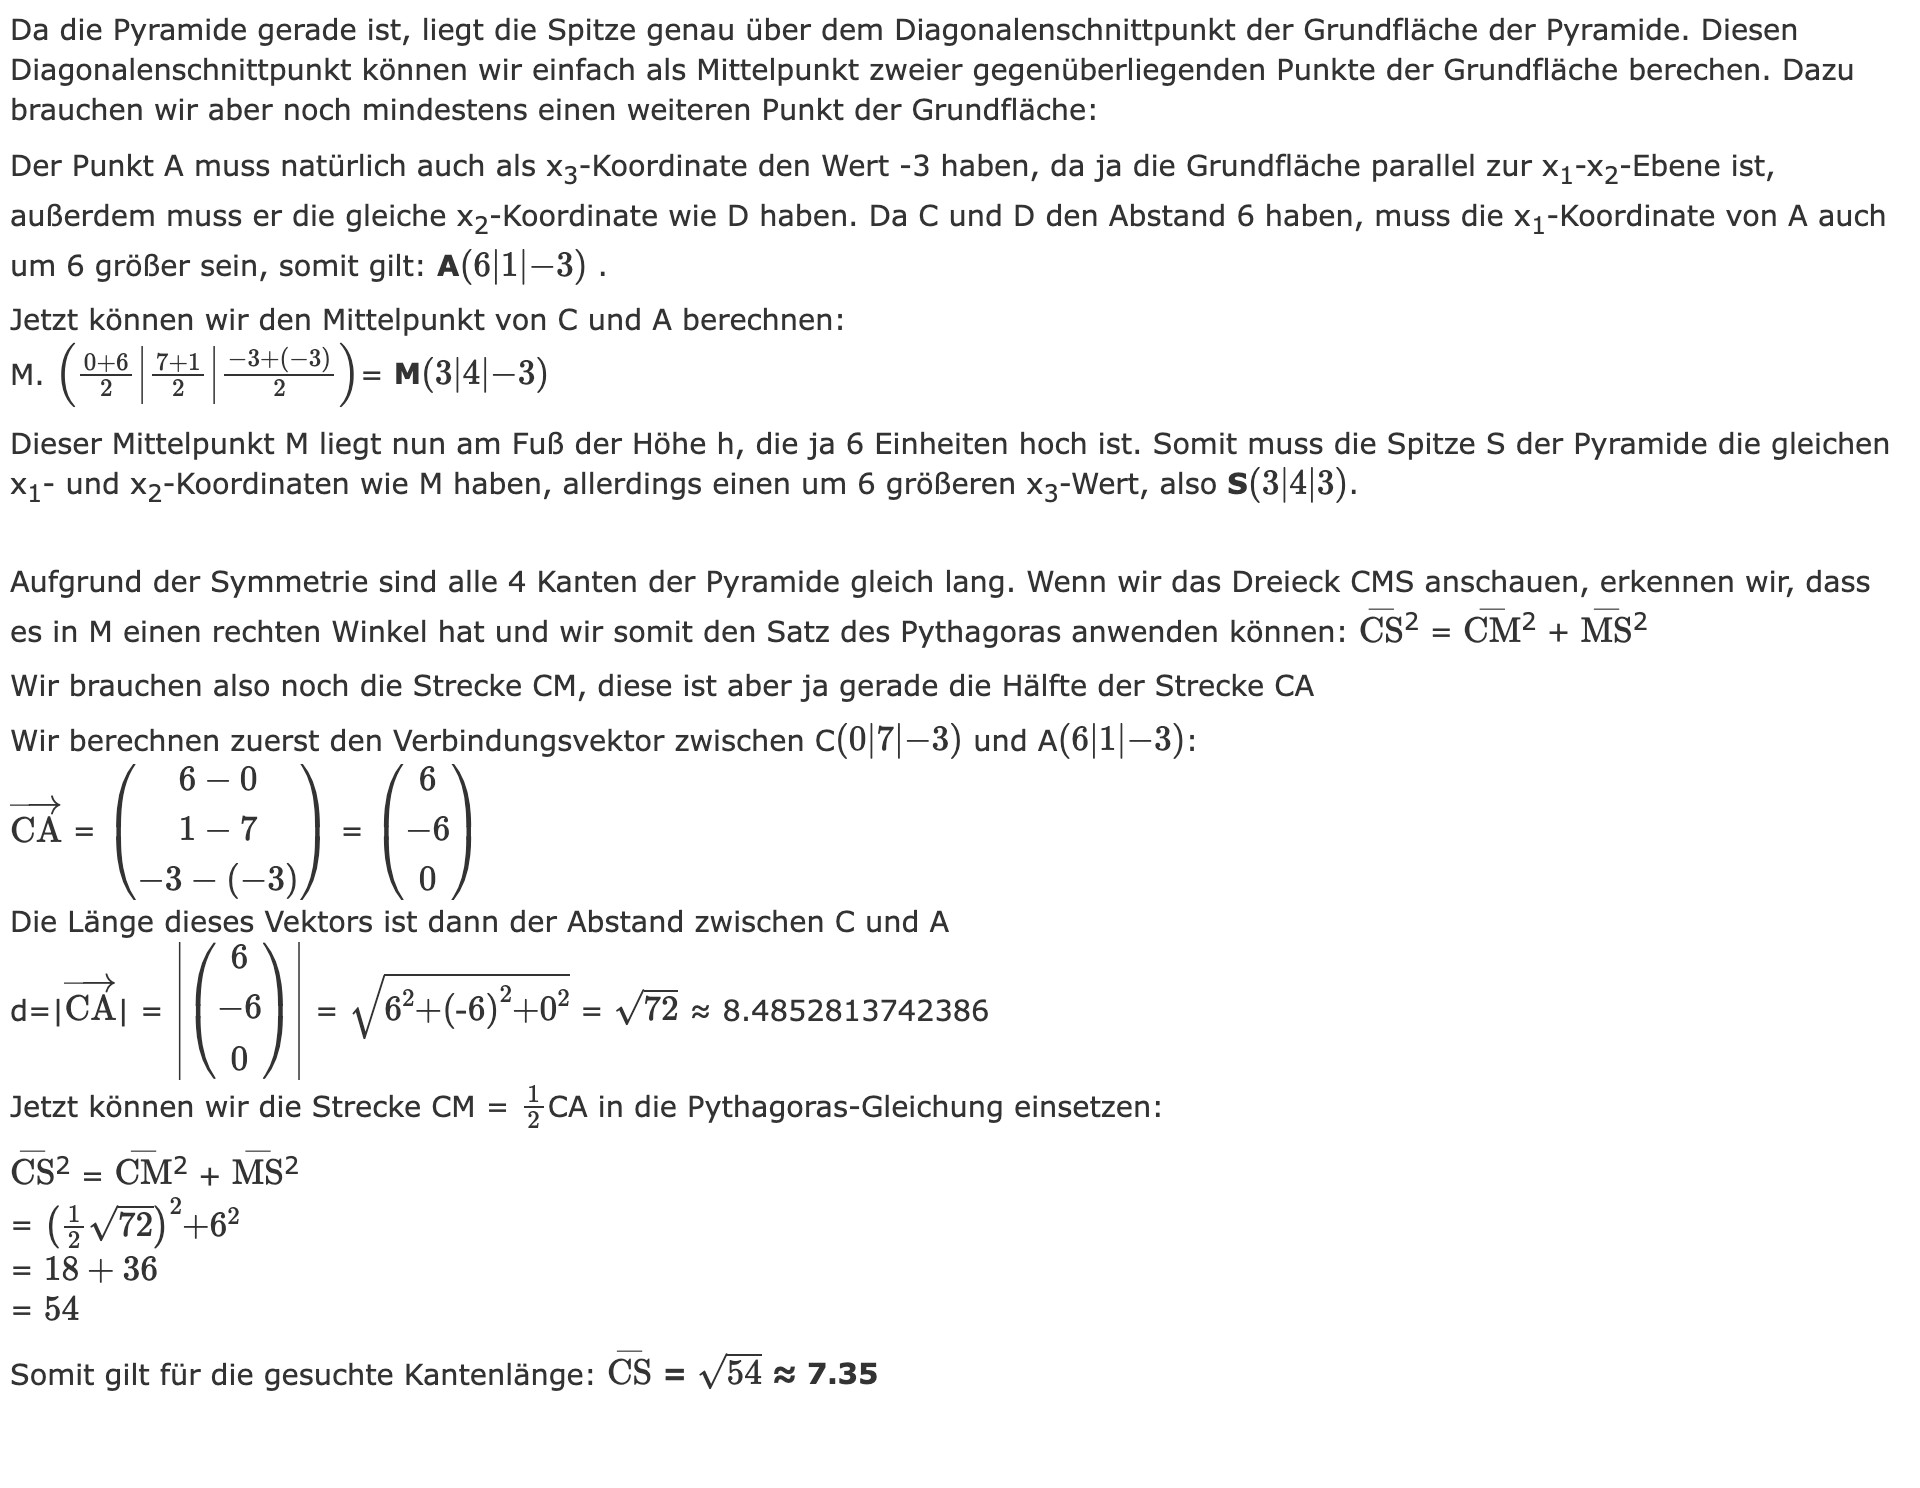 Da die Pyramide gerade ist, liegt die Spitze genau über dem Diagonalenschnittpunkt der Grundfläche der Pyramide. Diesen
Diagonalenschnittpunkt können wir einfach als Mittelpunkt zweier gegenüberliegenden Punkte der Grundfläche berechen. Dazu
brauchen wir aber noch mindestens einen weiteren Punkt der Grundfläche:
Der Punkt A muss natürlich auch als x₃-Koordinate den Wert -3 haben, da ja die Grundfläche parallel zur x₁-x₂-Ebene ist,
außerdem muss er die gleiche x₂-Koordinate wie D haben. Da C und D den Abstand 6 haben, muss die x₁-Koordinate von A auch
um 6 größer sein, somit gilt: A(6|1|−3) .
Jetzt können wir den Mittelpunkt von C und A berechnen:
M. $\left(\frac{0+6}{2}\middle|\frac{7+1}{2}\middle|\frac{-3+(-3)}{2}\right)$= M(3|4|−3)
Dieser Mittelpunkt M liegt nun am Fuß der Höhe h, die ja 6 Einheiten hoch ist. Somit muss die Spitze S der Pyramide die gleichen
x₁- und x₂-Koordinaten wie M haben, allerdings einen um 6 größeren x₃-Wert, also S(3|4|3).
Aufgrund der Symmetrie sind alle 4 Kanten der Pyramide gleich lang. Wenn wir das Dreieck CMS anschauen, erkennen wir, dass
es in M einen rechten Winkel hat und wir somit den Satz des Pythagoras anwenden können: $\overline{CS}^2 = \overline{CM}^2 + \overline{MS}^2$
Wir brauchen also noch die Strecke CM, diese ist aber ja gerade die Hälfte der Strecke CA
Wir berechnen zuerst den Verbindungsvektor zwischen C(0|7|−3) und A(6|1|−3):
$\overrightarrow{CA} = \begin{pmatrix} 6-0 \\ 1-7 \\ -3-(-3) \end{pmatrix} = \begin{pmatrix} 6 \\ -6 \\ 0 \end{pmatrix}$
Die Länge dieses Vektors ist dann der Abstand zwischen C und A
$d=|\overrightarrow{CA}| = \left|\begin{pmatrix} 6 \\ -6 \\ 0 \end{pmatrix}\right| = \sqrt{6^2+(-6)^2+0^2} = \sqrt{72} ≈ 8.4852813742386$
Jetzt können wir die Strecke CM = $\frac{1}{2}$CA in die Pythagoras-Gleichung einsetzen:
$\overline{CS}^2 = \overline{CM}^2 + \overline{MS}^2$
$= \left(\frac{1}{2}\sqrt{72}\right)^2+6^2$
= 18 + 36
= 54
Somit gilt für die gesuchte Kantenlänge: $\overline{CS} = \sqrt{54}$ ≈ 7.35